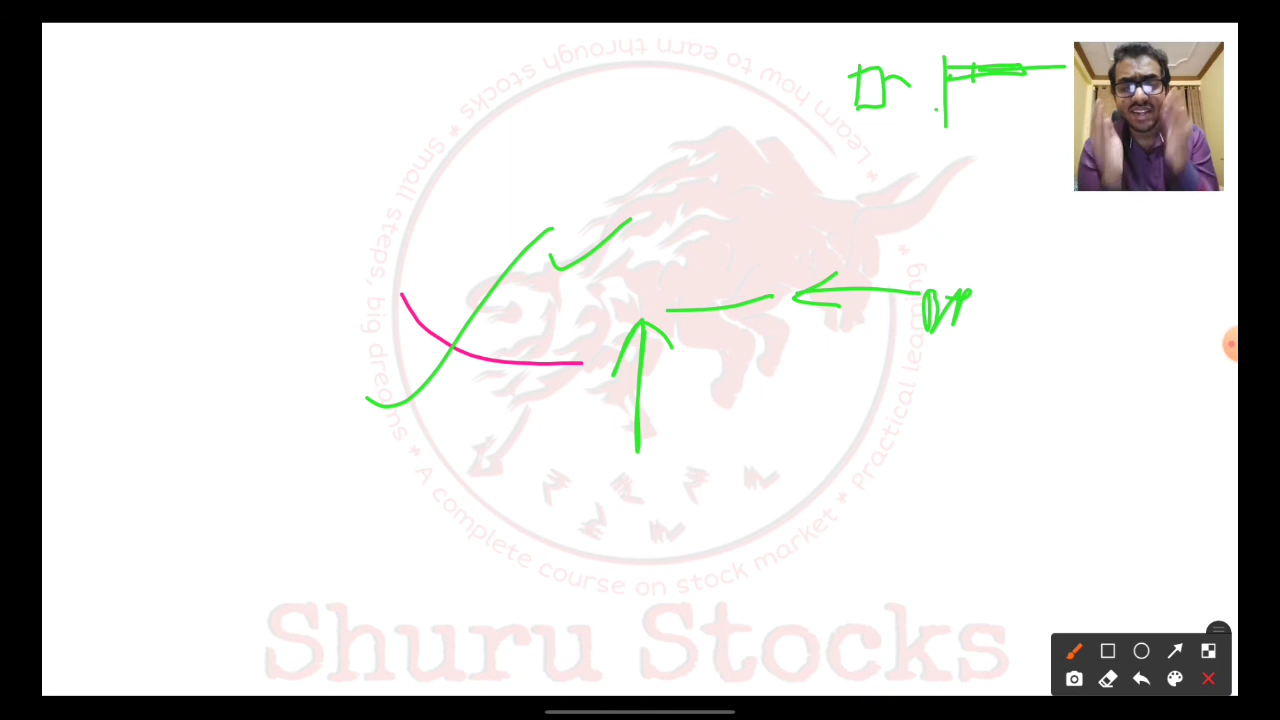 Learn how to earn through stocks * Small steps, big dreams * A complete course on stock market * Practical learning *
Shuru Stocks